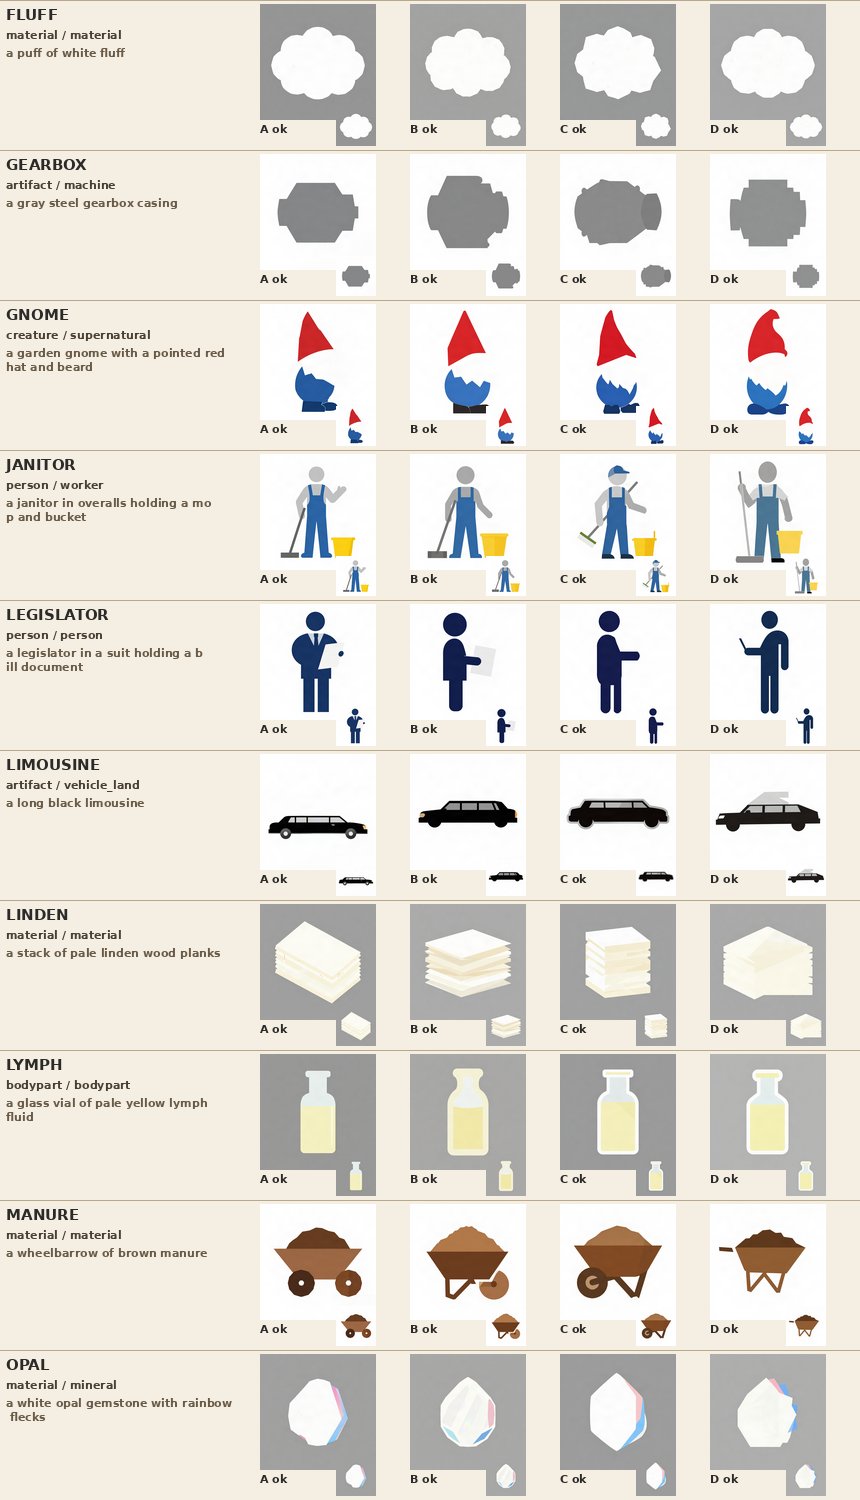 FLUFF
material / material
a puff of white fluff
A ok
B ok
C ok
D ok
GEARBOX
artifact / machine
a gray steel gearbox casing
A ok
B ok
C ok
D ok
GNOME
creature / supernatural
a garden gnome with a pointed red
hat and beard
A ok
B ok
C ok
D ok
JANITOR
person / worker
a janitor in overalls holding a mo
p and bucket
A ok
B ok
C ok
D ok
LEGISLATOR
person / person
a legislator in a suit holding a b
ill document
A ok
B ok
C ok
D ok
LIMOUSINE
artifact / vehicle_land
a long black limousine
A ok
B ok
C ok
D ok
LINDEN
material / material
a stack of pale linden wood planks
A ok
B ok
C ok
D ok
LYMPH
bodypart / bodypart
a glass vial of pale yellow lymph
fluid
A ok
B ok
C ok
D ok
MANURE
material / material
a wheelbarrow of brown manure
A ok
B ok
C ok
D ok
OPAL
material / mineral
a white opal gemstone with rainbow
flecks
A ok
B ok
C ok
D ok